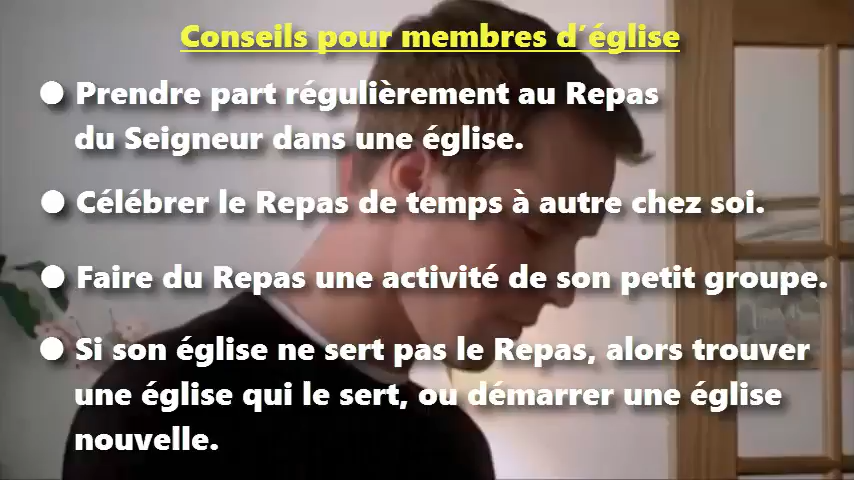 Conseils pour membres d’église
● Prendre part régulièrement au Repas
du Seigneur dans une église.
● Célébrer le Repas de temps à autre chez soi.
● Faire du Repas une activité de son petit groupe.
● Si son église ne sert pas le Repas, alors trouver
une église qui le sert, ou démarrer une église
nouvelle.